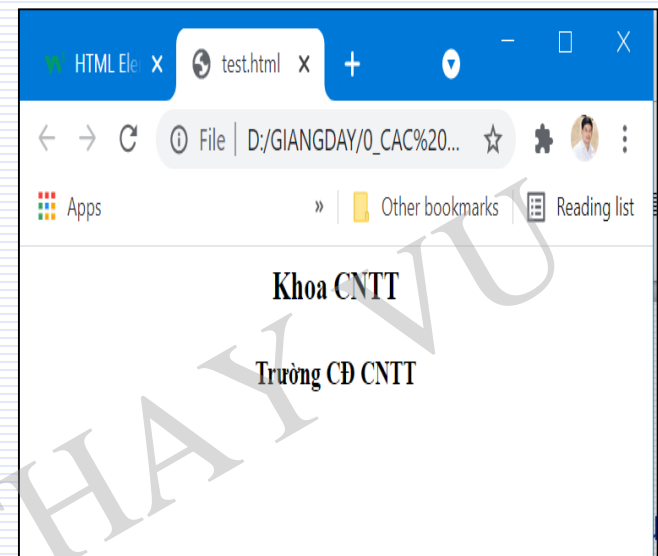 HTML Ele
test.html
File | D:/GIANGDAY/0_CAC%20...
Apps » Other bookmarks Reading list
Khoa CNTT
Trường CĐ CNTT
THAY VU